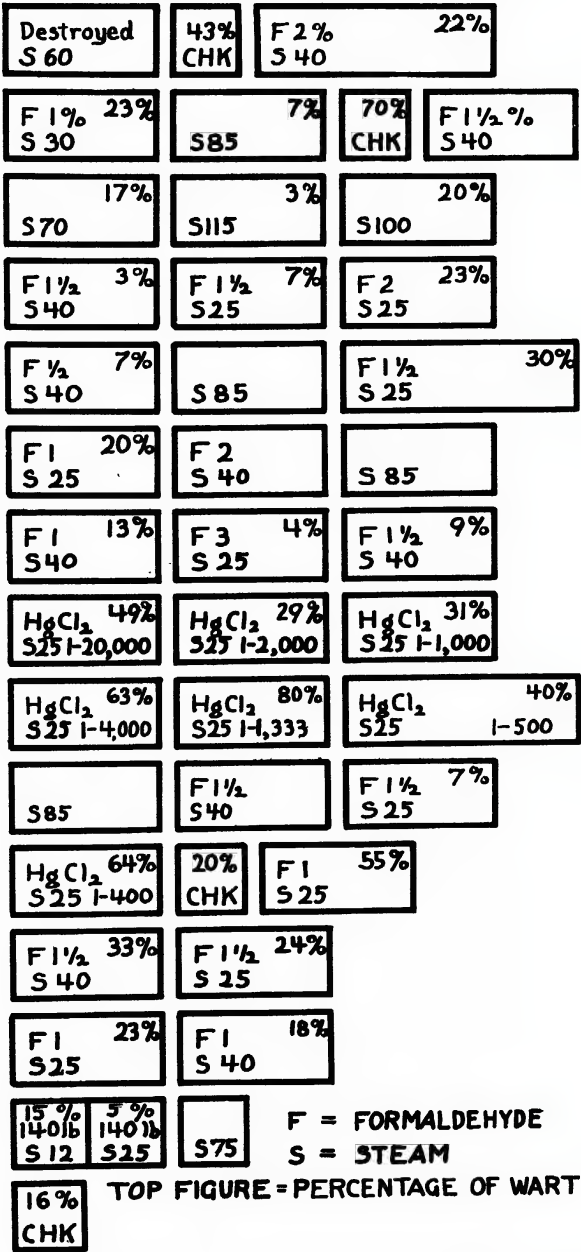 Destroyed 43% F 2% 22%
S 60 CHK S 40
F 1% 23% 7% 70% F 1½%
S 30 S85 CHK S 40
17% 3% 20%
S70 S115 S100
F 1½ 3% F 1½ 7% F 2 23%
S40 S25 S25
F ½ 7% F 1½ 30%
S 40 S85 S 25
F 1 20% F 2
S 25 S 40 S 85
F 1 13% F 3 4% F 1½ 9%
S40 S 25 S 40
HgCl₂ 49% HgCl₂ 29% HgCl₂ 31%
S25 1-20,000 S25 1-2,000 S25 1-1,000
HgCl₂ 63% HgCl₂ 80% HgCl₂ 40%
S25 1-4,000 S25 1-1,333 S25 1-500
F 1½ F 1½ 7%
S85 S40 S 25
HgCl₂ 64% 20% F 1 55%
S 25 1-400 CHK S 25
F 1½ 33% F 1½ 24%
S 40 S 25
F 1 23% F 1 18%
S25 S 40
15% 5%
140lb 140lb F = FORMALDEHYDE
S 12 S25 S75 S = STEAM
16% TOP FIGURE = PERCENTAGE OF WART
CHK